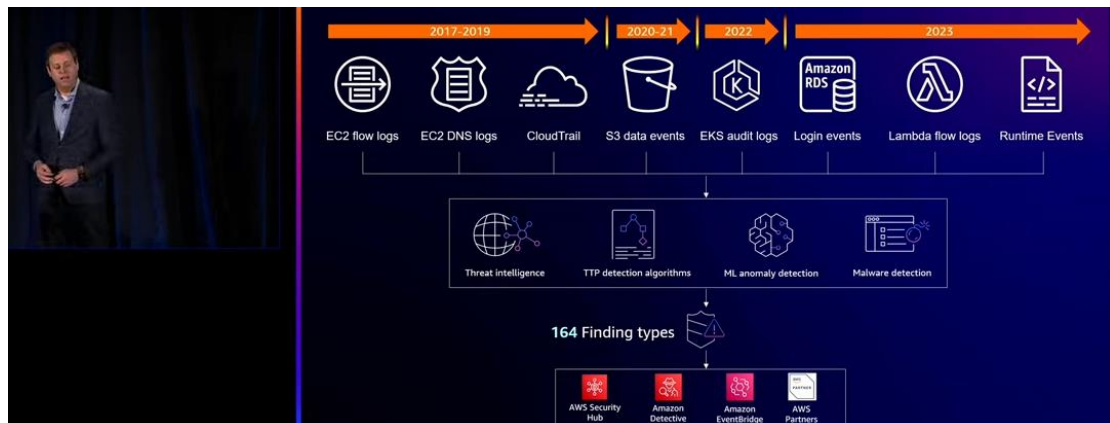 2017-2019
2020-21
2022
2023
Amazon
RDS
EC2 flow logs
EC2 DNS logs
CloudTrail
S3 data events
EKS audit logs
Login events
Lambda flow logs
Runtime Events
Threat intelligence
TTP detection algorithms
ML anomaly detection
Malware detection
164 Finding types
AWS Security
Hub
Amazon
Detective
Amazon
EventBridge
AWS
Partners